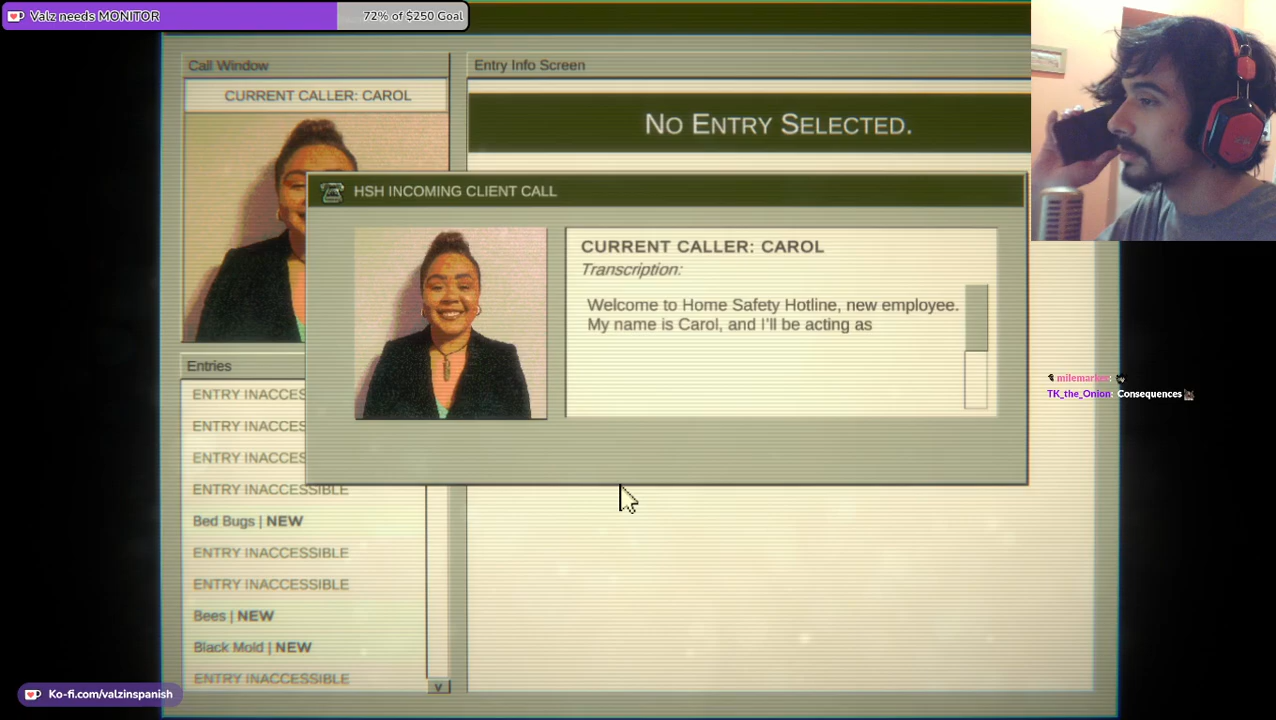 Valz needs MONITOR
72% of $250 Goal
Call Window
CURRENT CALLER: CAROL
Entry Info Screen
NO ENTRY SELECTED.
HSH INCOMING CLIENT CALL
CURRENT CALLER: CAROL
Transcription:
Welcome to Home Safety Hotline, new employee.
My name is Carol, and I'll be acting as
Entries
ENTRY INACCES
ENTRY INACCES
ENTRY INACCES
ENTRY INACCESSIBLE
Bed Bugs | NEW
ENTRY INACCESSIBLE
ENTRY INACCESSIBLE
Bees | NEW
Black Mold | NEW
ENTRY INACCESSIBLE
v
Ko-fi.com/valzinspanish
TK_the_Onion: Consequences